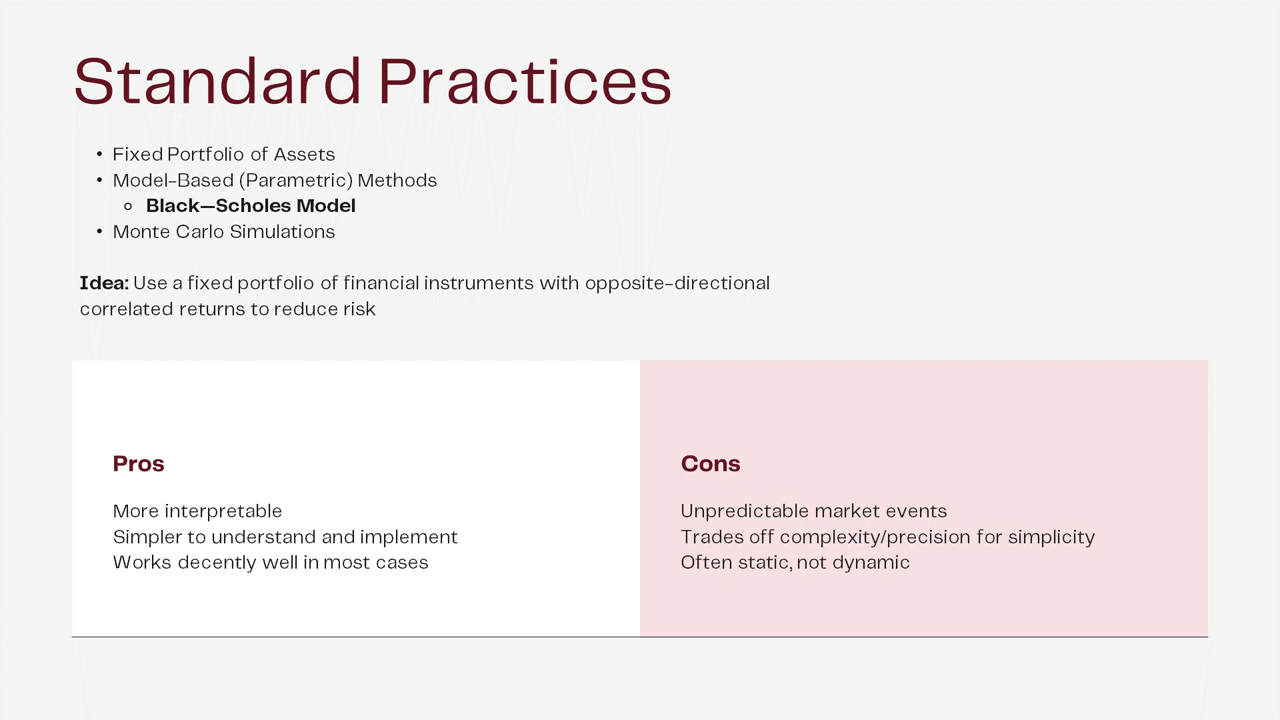 Standard Practices
• Fixed Portfolio of Assets
• Model-Based (Parametric) Methods
○ Black—Scholes Model
• Monte Carlo Simulations
Idea: Use a fixed portfolio of financial instruments with opposite-directional
correlated returns to reduce risk
Pros
More interpretable
Simpler to understand and implement
Works decently well in most cases
Cons
Unpredictable market events
Trades off complexity/precision for simplicity
Often static, not dynamic